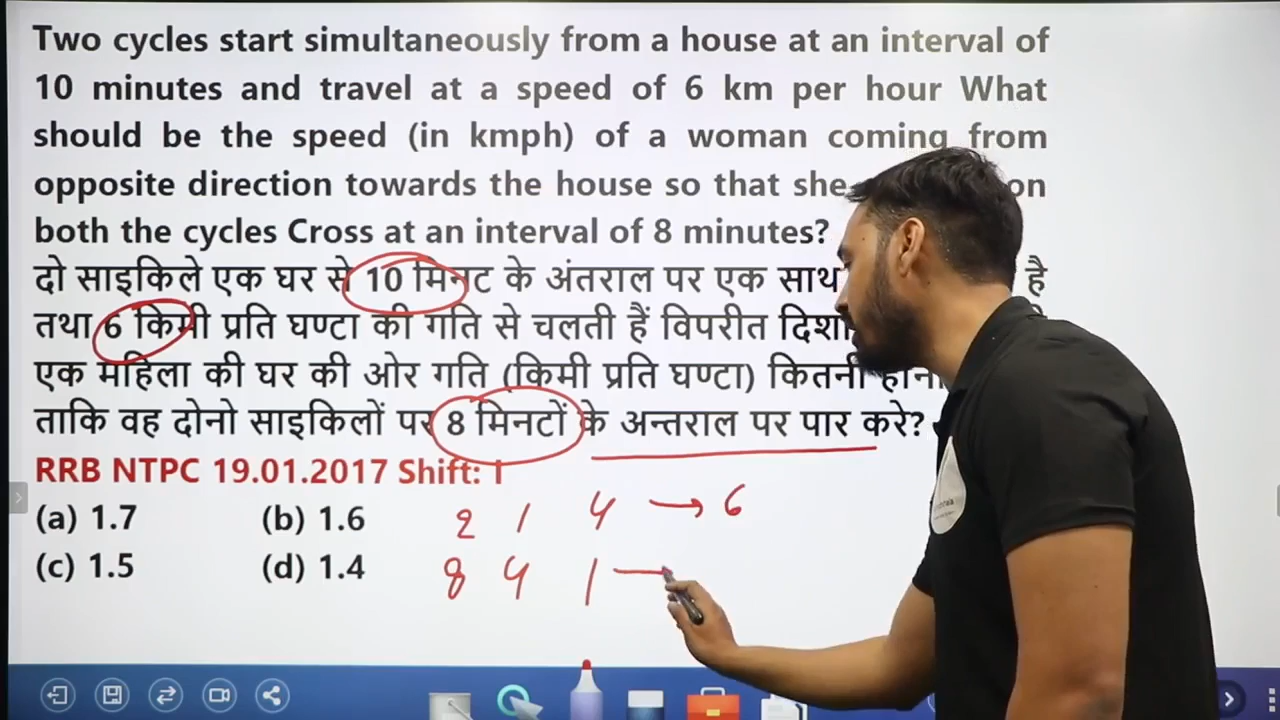 Two cycles start simultaneously from a house at an interval of
10 minutes and travel at a speed of 6 km per hour What
should be the speed (in kmph) of a woman coming from
opposite direction towards the house so that she on
both the cycles Cross at an interval of 8 minutes?
दो साइकिले एक घर से 10 मिनट के अंतराल पर एक साथ है
तथा 6 किमी प्रति घण्टा की गति से चलती हैं विपरीत
एक महिला की घर की ओर गति (किमी प्रति घण्टा) कितनी
ताकि वह दोनो साइकिलों पर 8 मिनटों के अन्तराल पर पार करे?
RRB NTPC 19.01.2017 Shift: I
(a) 1.7 (b) 1.6
2 1 4 → 6
(c) 1.5 (d) 1.4
8 4 1